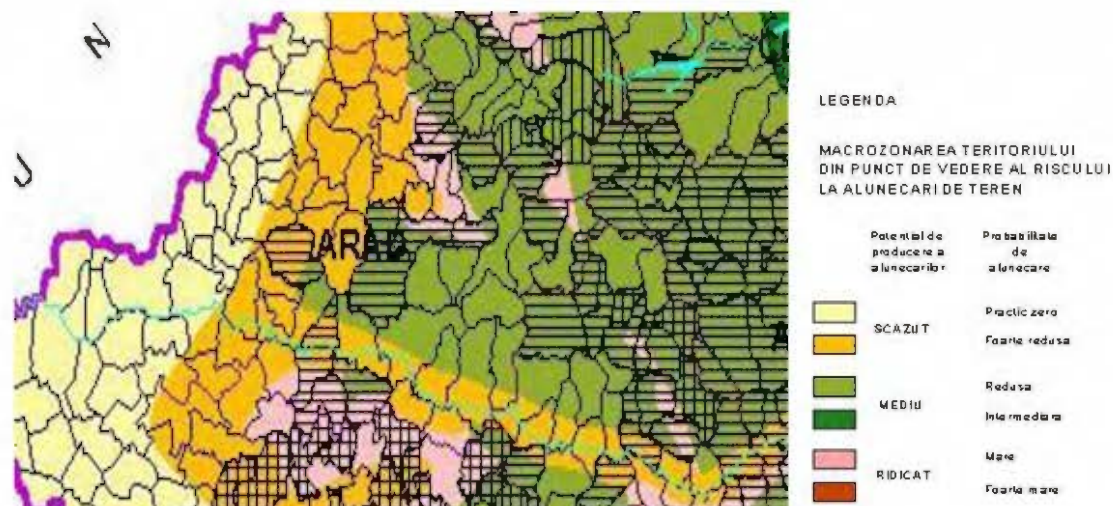 N
U
ARAD
LEGENDA
MACROZONAREA TERITORIULUI
DIN PUNCT DE VEDERE AL RISCULUI
LA ALUNECARI DE TEREN
Potential de
producere a
alunecarilor
Probabilitate
de
alunecare
SCAZUT
Practic zero
Foarte redusa
MEDIU
Redusa
Intermediara
RIDICAT
Mare
Foarte mare